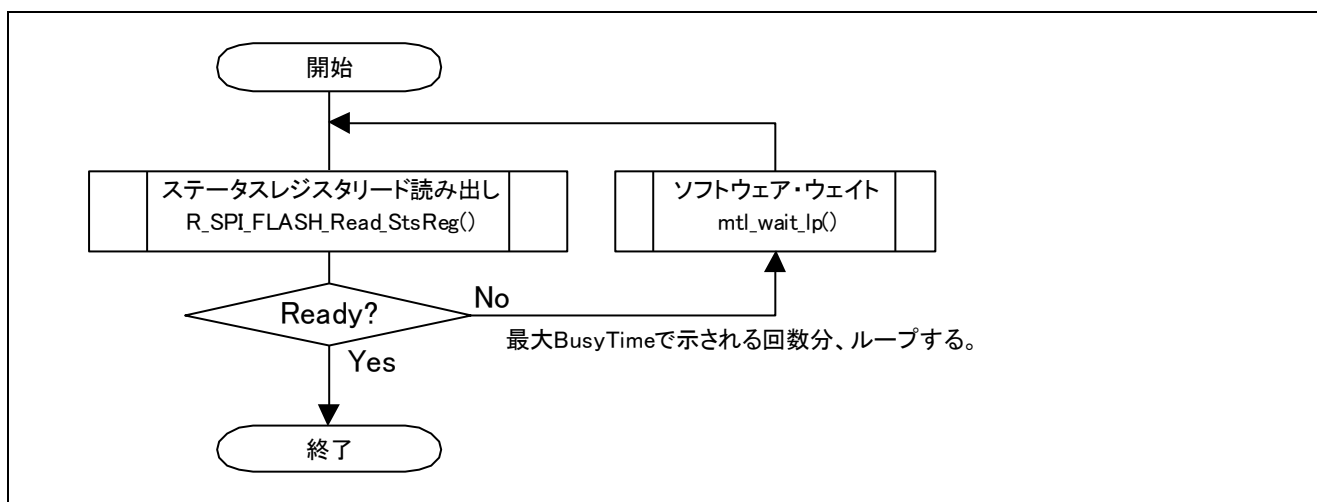 開始
ステータスレジスタリード読み出し
R_SPI_FLASH_Read_StsReg()
ソフトウェア・ウェイト
mtl_wait_lp()
Ready?
No
最大BusyTimeで示される回数分、ループする。
Yes
終了